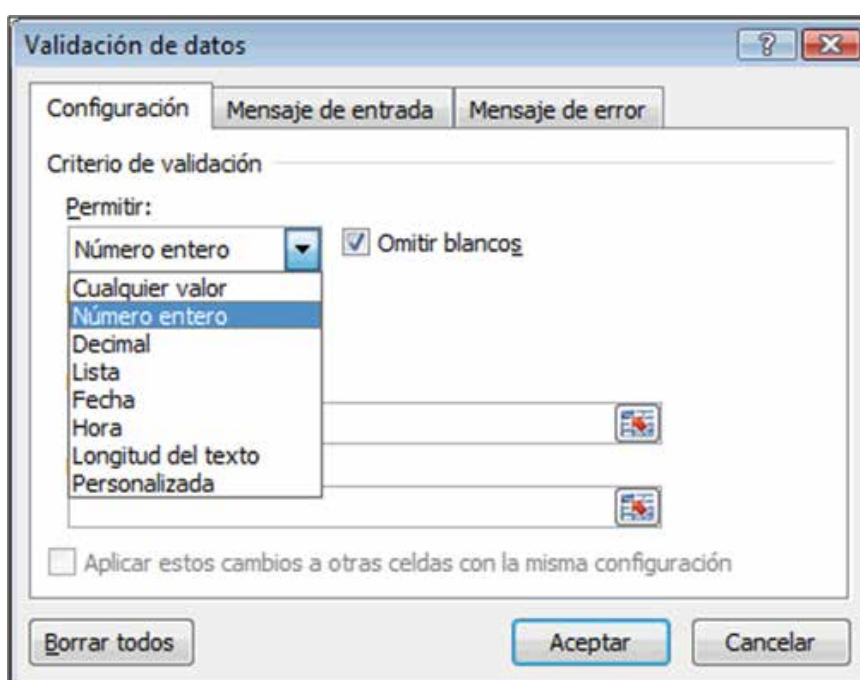 Validación de datos
Configuración
Mensaje de entrada
Mensaje de error
Criterio de validación
Permitir:
Número entero
Omitir blancos
Cualquier valor
Número entero
Decimal
Lista
Fecha
Hora
Longitud del texto
Personalizada
Aplicar estos cambios a otras celdas con la misma configuración
Borrar todos
Aceptar
Cancelar